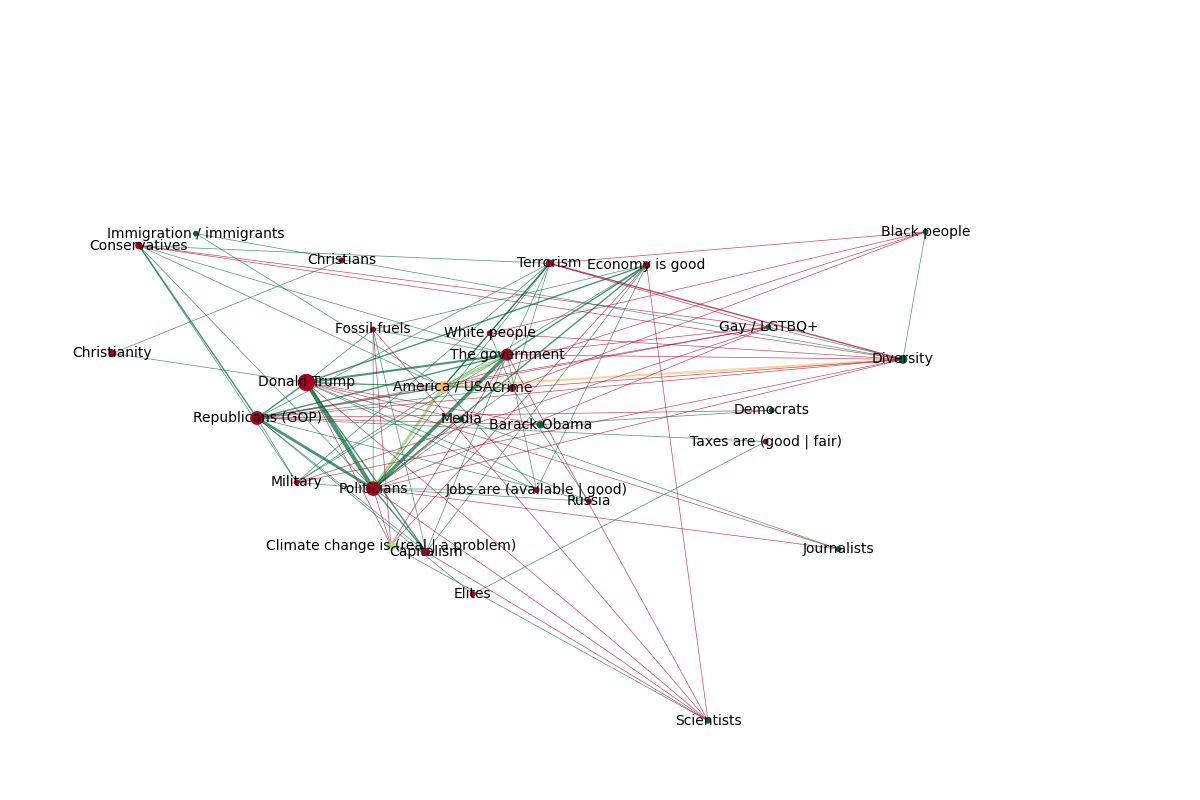 Black people
Immigration / immigrants
Conservatives
Christians
Terrorism
Economy is good
Fossil fuels
White people
Gay / LGTBQ+
Christianity
The government
Diversity
Donald Trump
America / USA
Crime
Republicans (GOP)
Media
Barack Obama
Democrats
Taxes are (good | fair)
Military
Politicians
Jobs are (available | good)
Russia
Climate change is (real | a problem)
Capitalism
Journalists
Elites
Scientists